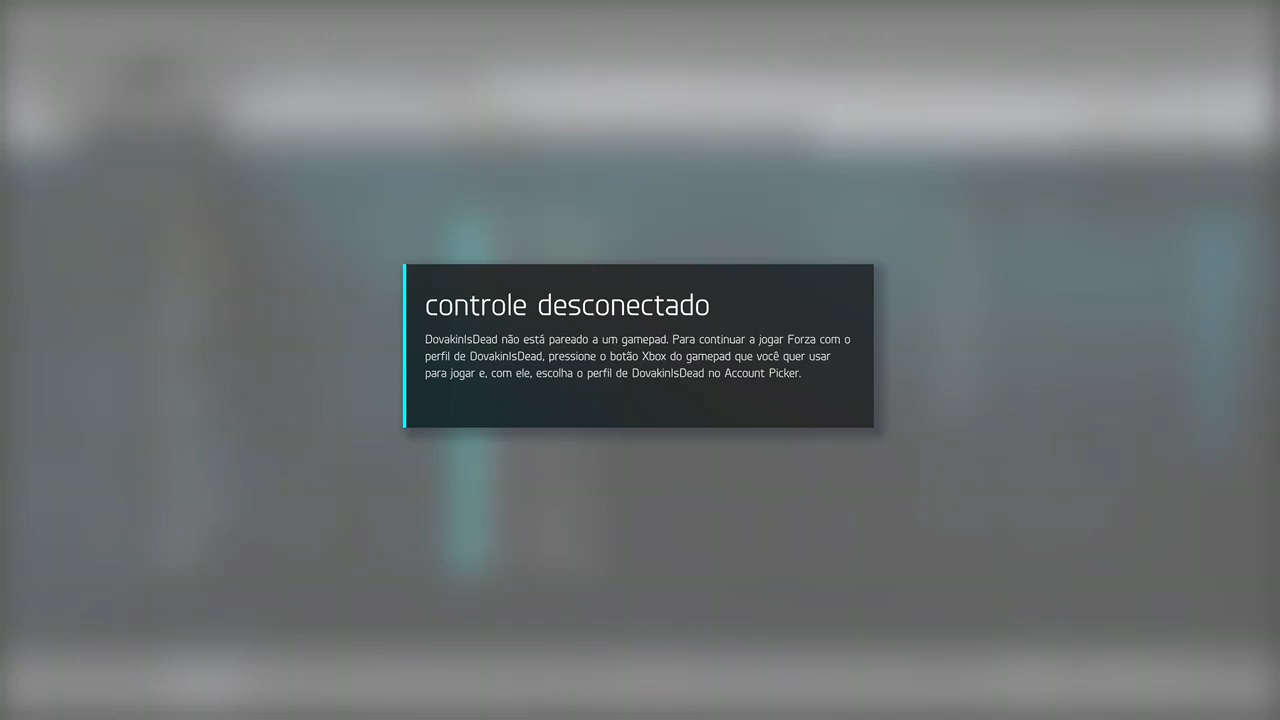 controle desconectado
DovakinIsDead não está pareado a um gamepad. Para continuar a jogar Forza com o
perfil de DovakinIsDead, pressione o botão Xbox do gamepad que você quer usar
para jogar e, com ele, escolha o perfil de DovakinIsDead no Account Picker.